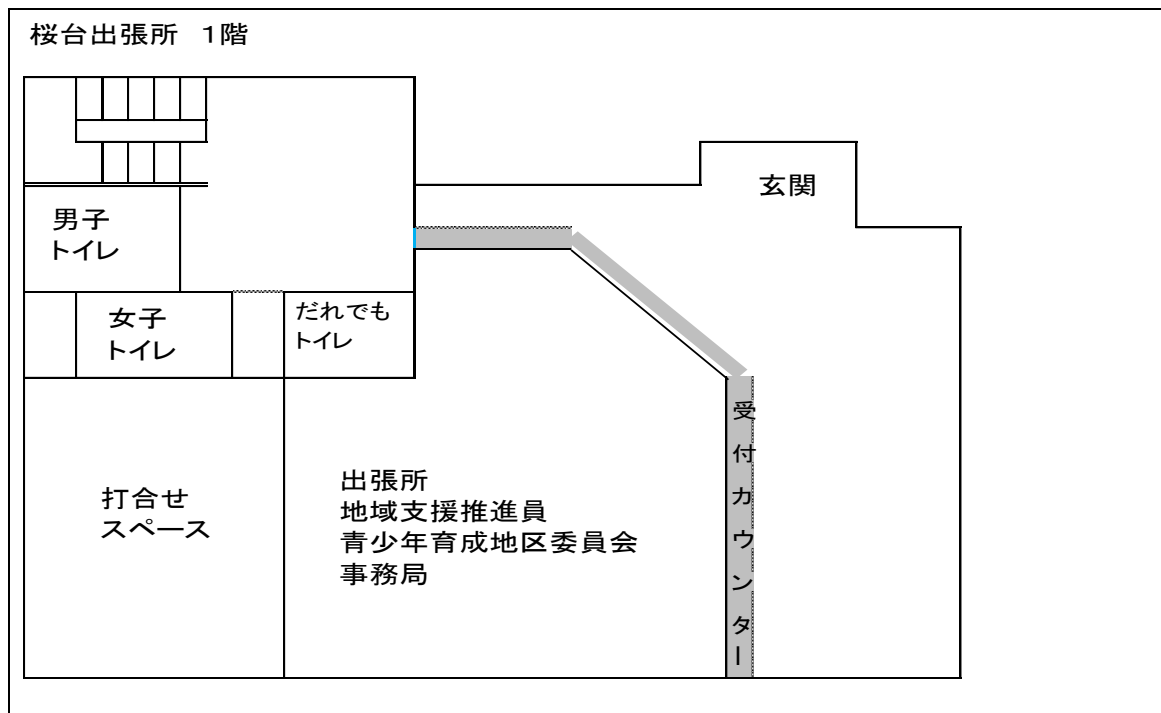 桜台出張所 1階
玄関
男子
トイレ
女子
トイレ
だれでも
トイレ
受付カウンター
打合せ
スペース
出張所
地域支援推進員
青少年育成地区委員会
事務局